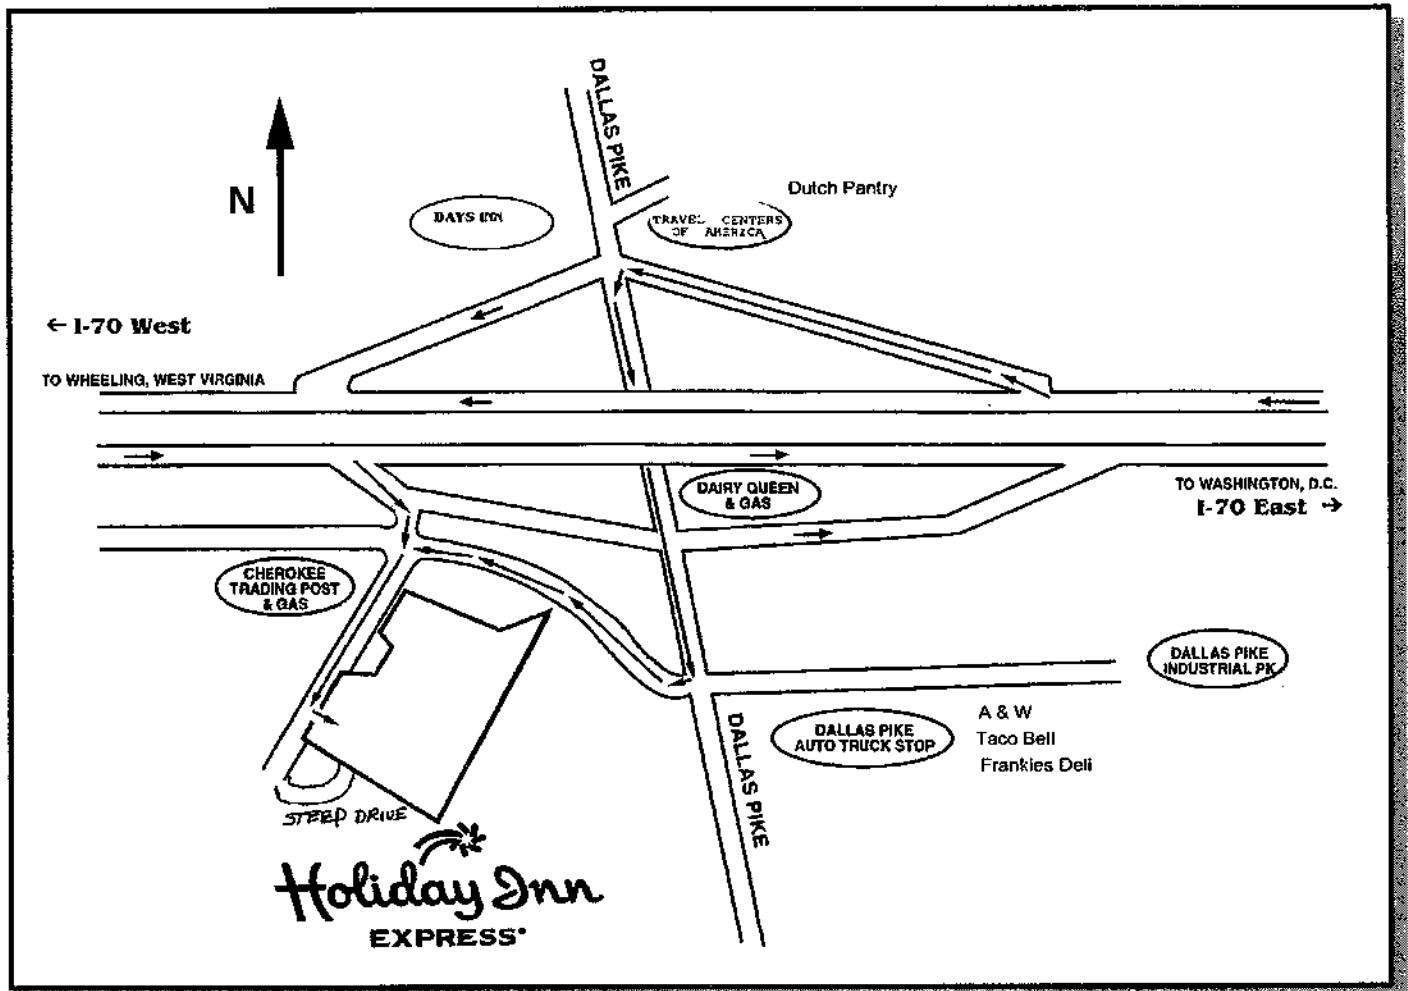 DALLAS PIKE
N
Dutch Pantry
DAYS INN
TRAVEL CENTERS
OF AMERICA
← I-70 West
TO WHEELING, WEST VIRGINIA
DAIRY QUEEN
& GAS
TO WASHINGTON, D.C.
I-70 East →
CHEROKEE
TRADING POST
& GAS
DALLAS PIKE
INDUSTRIAL PK
A & W
Taco Bell
Frankies Deli
DALLAS PIKE
AUTO TRUCK STOP
DALLAS PIKE
STEEP DRIVE
Holiday Inn
EXPRESS